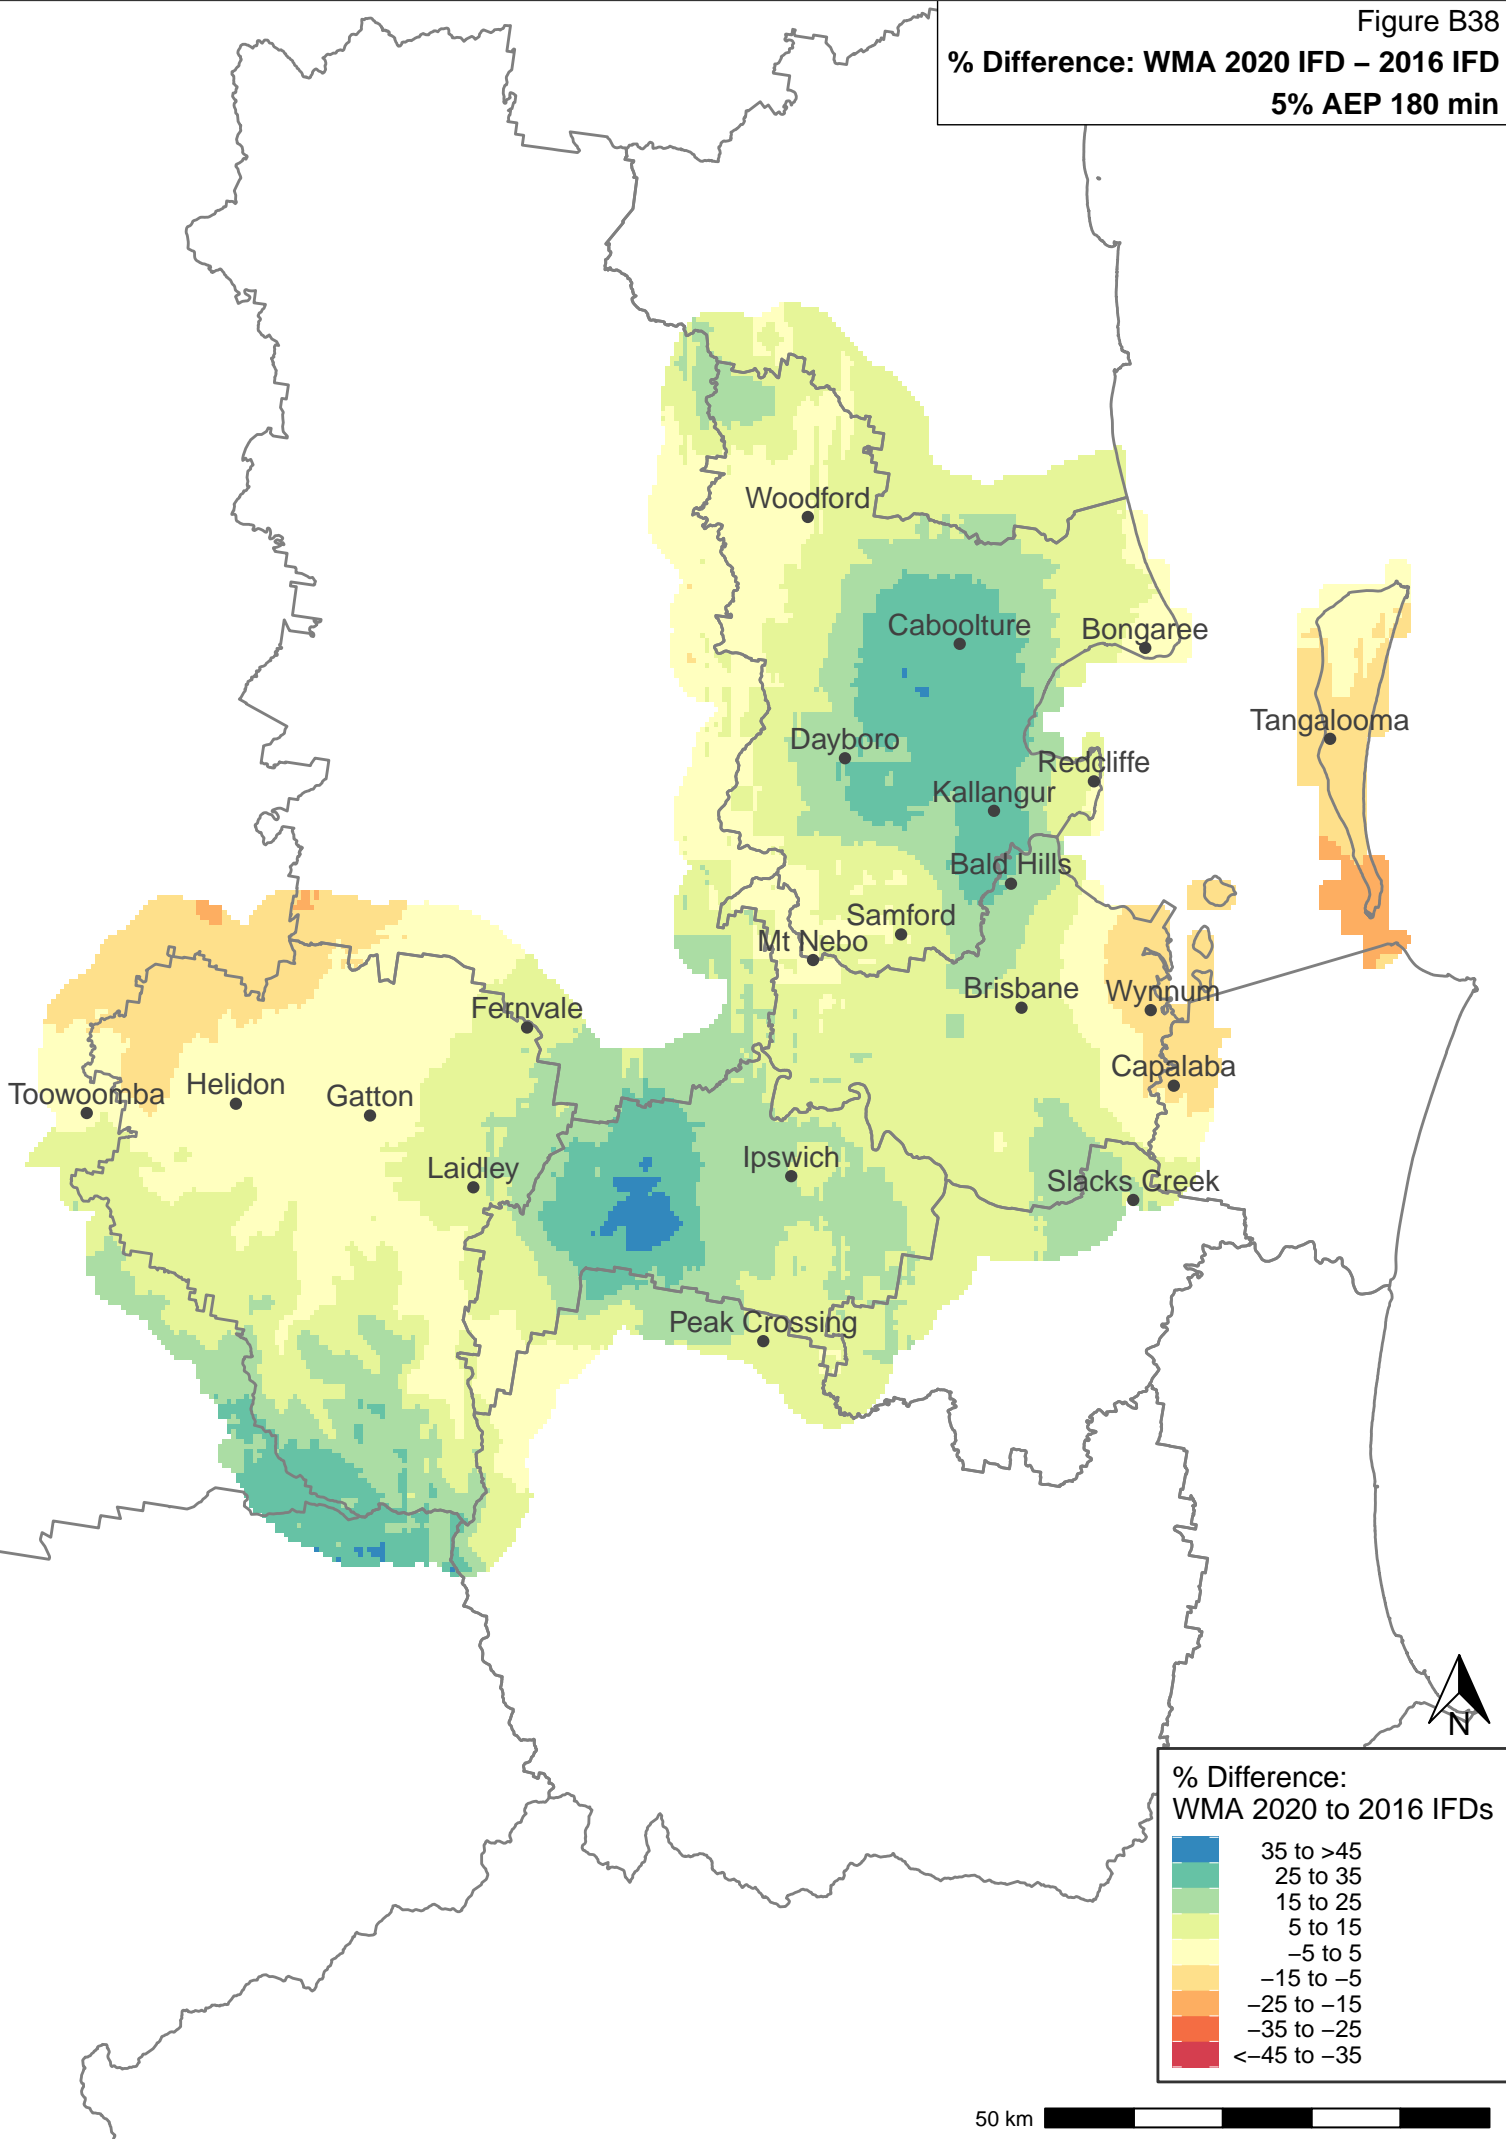 Figure B38
% Difference: WMA 2020 IFD – 2016 IFD
5% AEP 180 min
Woodford
Caboolture
Bongaree
Tangalooma
Dayboro
Redcliffe
Kallangur
Bald Hills
Samford
Mt Nebo
Brisbane
Wynnum
Fernvale
Capalaba
Toowoomba
Helidon
Gatton
Laidley
Ipswich
Slacks Creek
Peak Crossing
N
% Difference:
WMA 2020 to 2016 IFDs
35 to >45
25 to 35
15 to 25
5 to 15
−5 to 5
−15 to −5
−25 to −15
−35 to −25
<−45 to −35
50 km